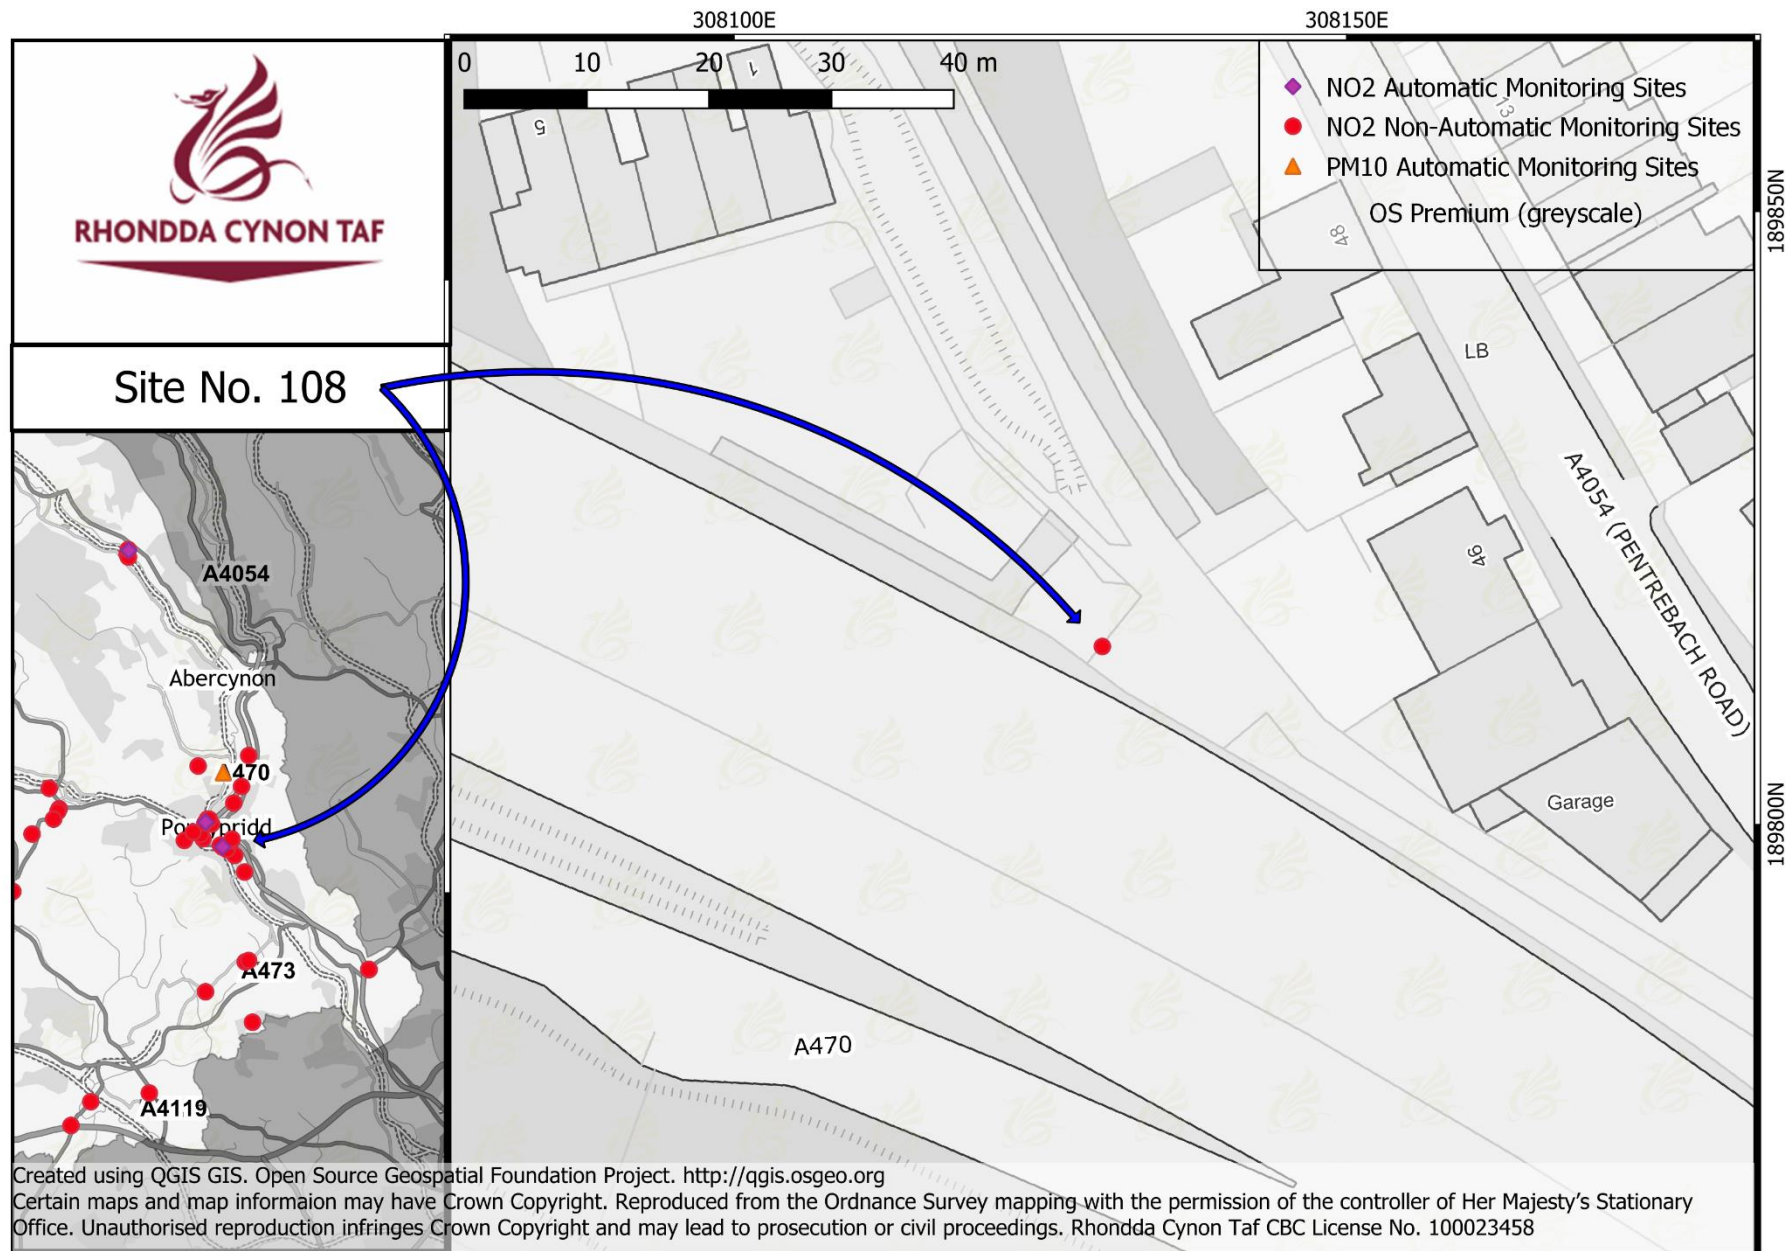 308100E
308150E
RHONDDA CYNON TAF
0 10 20 30 40 m
NO2 Automatic Monitoring Sites
NO2 Non-Automatic Monitoring Sites
PM10 Automatic Monitoring Sites
OS Premium (greyscale)
189850N
189800N
Site No. 108
1
5
13
48
LB
46
A4054 (PENTREBACH ROAD)
Garage
A470
A4054
Abercynon
470
A473
A4119
Created using QGIS GIS. Open Source Geospatial Foundation Project. http://qgis.osgeo.org
Certain maps and map informaion may have Crown Copyright. Reproduced from the Ordnance Survey mapping with the permission of the controller of Her Majesty's Stationary
Office. Unauthorised reproduction infringes Crown Copyright and may lead to prosecution or civil proceedings. Rhondda Cynon Taf CBC License No. 100023458